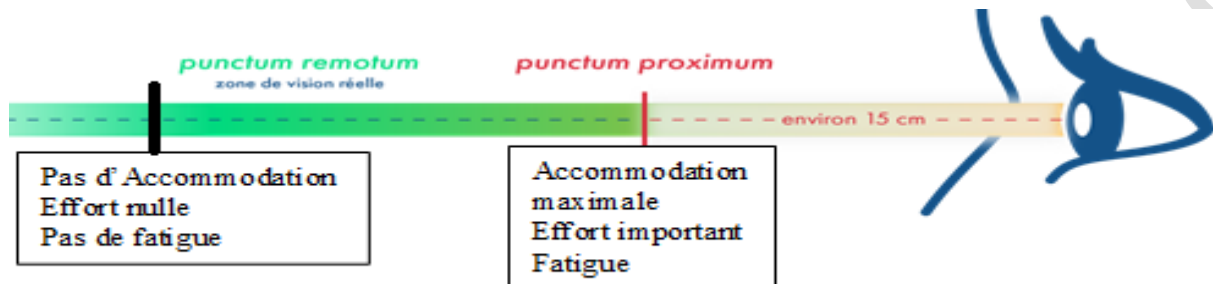 punctum remotum
zone de vision réelle
punctum proximum
environ 15 cm
Pas d'Accommodation
Effort nulle
Pas de fatigue
Accommodation
maximale
Effort important
Fatigue